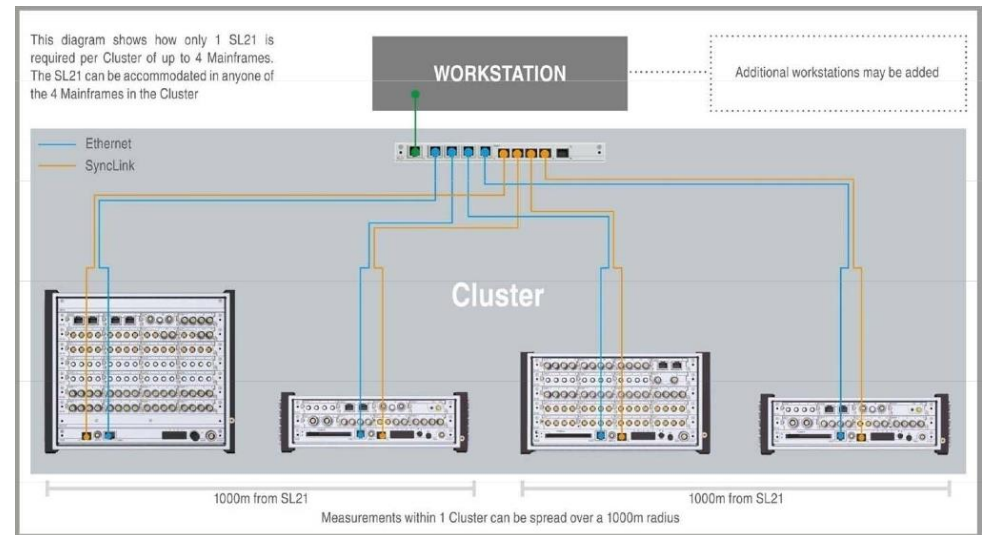 This diagram shows how only 1 SL21 is
required per Cluster of up to 4 Mainframes.
The SL21 can be accommodated in anyone of
the 4 Mainframes in the Cluster
WORKSTATION
Additional workstations may be added
Ethernet
SyncLink
Cluster
1000m from SL21
1000m from SL21
Measurements within 1 Cluster can be spread over a 1000m radius